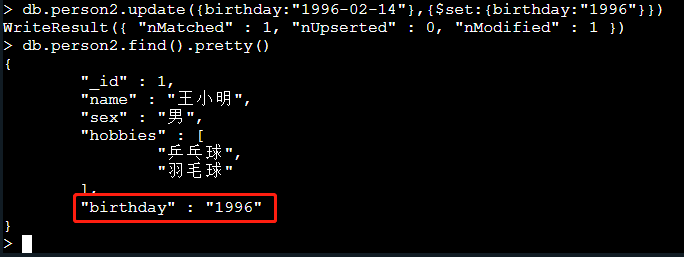 > db.person2.update({birthday:"1996-02-14"},{$set:{birthday:"1996"}})
WriteResult({ "nMatched" : 1, "nUpserted" : 0, "nModified" : 1 })
> db.person2.find().pretty()
{
        "_id" : 1,
        "name" : "王小明",
        "sex" : "男",
        "hobbies" : [
                "乒乓球",
                "羽毛球"
        ],
        "birthday" : "1996"
}
>